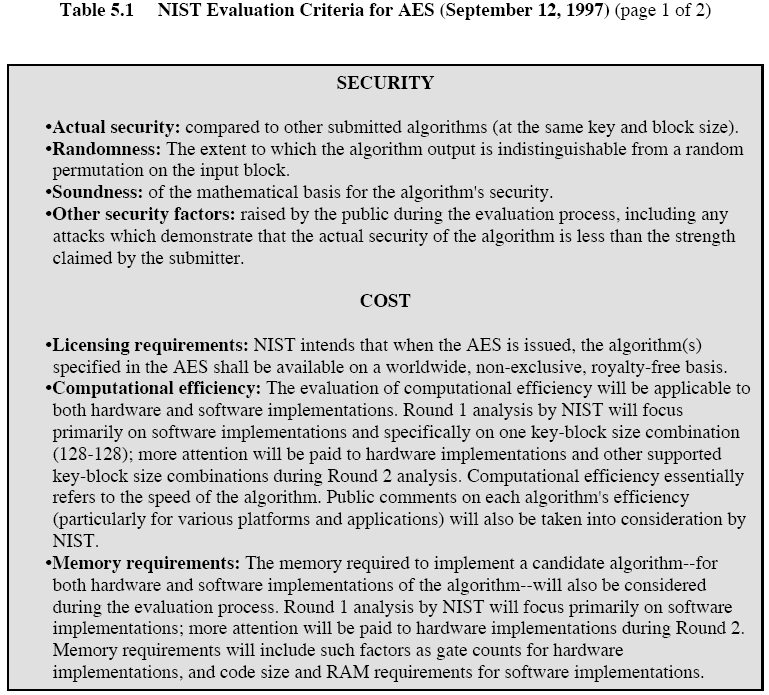 Table 5.1 NIST Evaluation Criteria for AES (September 12, 1997) (page 1 of 2)
SECURITY
•Actual security: compared to other submitted algorithms (at the same key and block size).
•Randomness: The extent to which the algorithm output is indistinguishable from a random
permutation on the input block.
•Soundness: of the mathematical basis for the algorithm's security.
•Other security factors: raised by the public during the evaluation process, including any
attacks which demonstrate that the actual security of the algorithm is less than the strength
claimed by the submitter.
COST
•Licensing requirements: NIST intends that when the AES is issued, the algorithm(s)
specified in the AES shall be available on a worldwide, non-exclusive, royalty-free basis.
•Computational efficiency: The evaluation of computational efficiency will be applicable to
both hardware and software implementations. Round 1 analysis by NIST will focus
primarily on software implementations and specifically on one key-block size combination
(128-128); more attention will be paid to hardware implementations and other supported
key-block size combinations during Round 2 analysis. Computational efficiency essentially
refers to the speed of the algorithm. Public comments on each algorithm's efficiency
(particularly for various platforms and applications) will also be taken into consideration by
NIST.
•Memory requirements: The memory required to implement a candidate algorithm--for
both hardware and software implementations of the algorithm--will also be considered
during the evaluation process. Round 1 analysis by NIST will focus primarily on software
implementations; more attention will be paid to hardware implementations during Round 2.
Memory requirements will include such factors as gate counts for hardware
implementations, and code size and RAM requirements for software implementations.